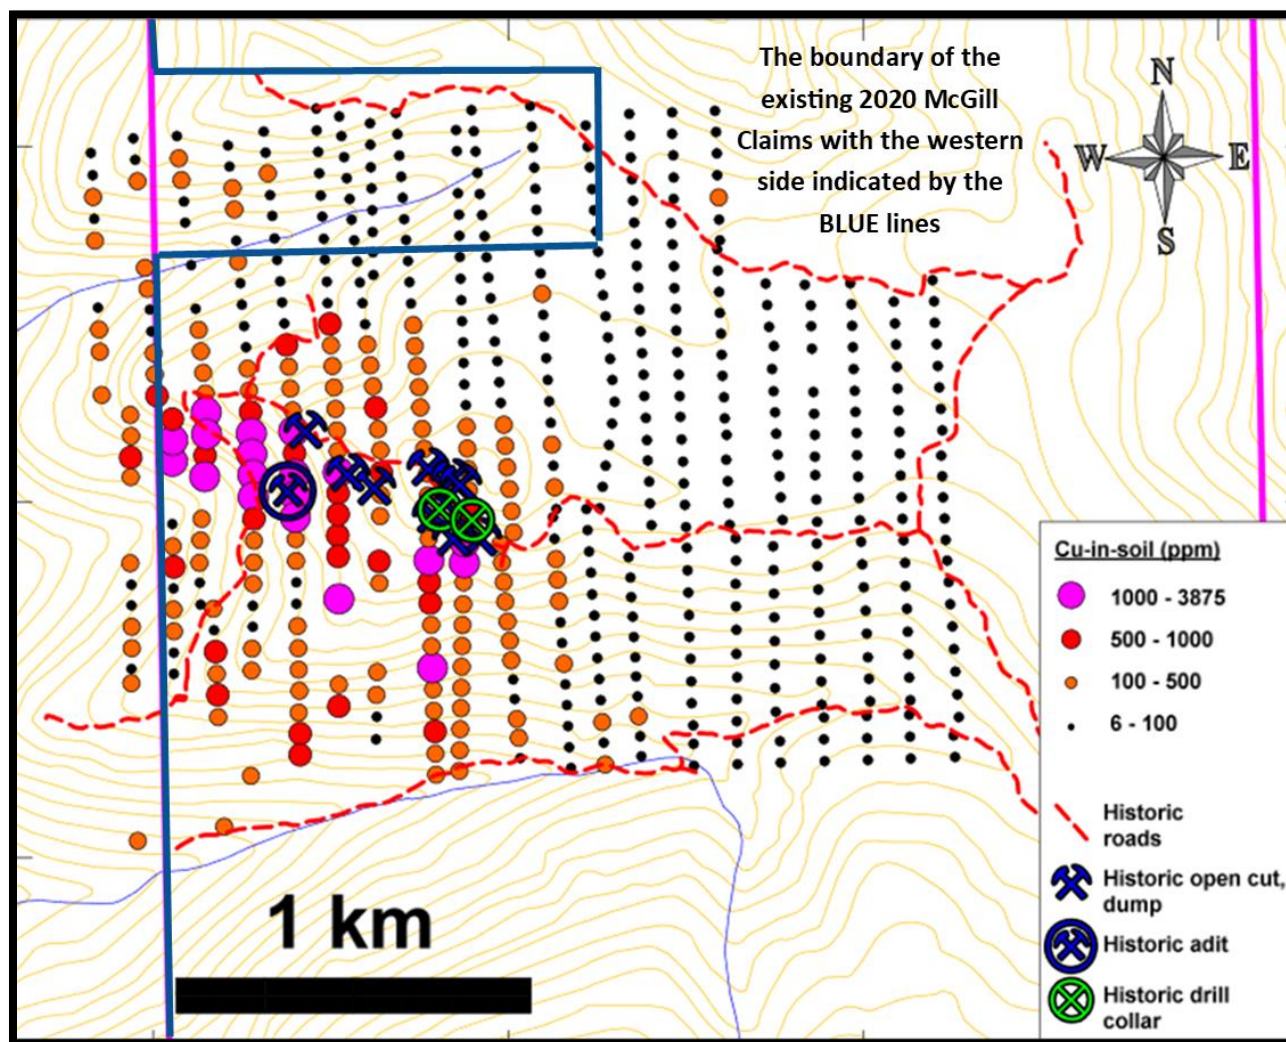 The boundary of the
existing 2020 McGill
Claims with the western
side indicated by the
BLUE lines
N
W
E
S
Cu-in-soil (ppm)
1000 - 3875
500 - 1000
100 - 500
6 - 100
Historic
roads
Historic open cut,
dump
Historic adit
Historic drill
collar
1 km